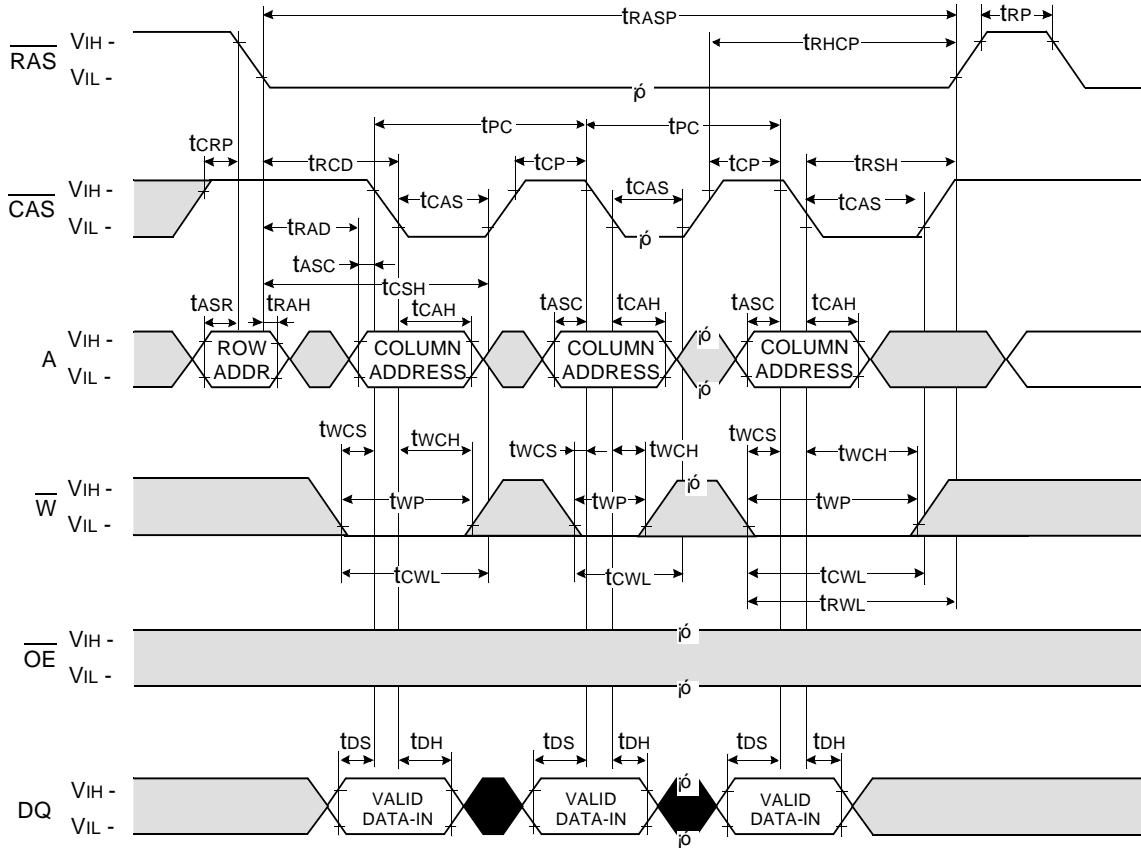 tRASP
tRP
tRHCP
RAS
VIH -
VIL -
¡ó
tCRP
tRCD
tPC
tPC
tCP
tCP
tRSH
CAS
VIH -
VIL -
tCAS
tCAS
tCAS
¡ó
tRAD
tASC
tCSH
tASR
tRAH
tCAH
tASC
tCAH
tASC
tCAH
A
VIH -
VIL -
ROW
ADDR
COLUMN
ADDRESS
COLUMN
ADDRESS
¡ó
¡ó
COLUMN
ADDRESS
tWCS
tWCH
tWCS
tWCH
tWCS
tWCH
W
VIH -
VIL -
tWP
tWP
¡ó
tWP
tCWL
tCWL
tCWL
tRWL
OE
VIH -
VIL -
¡ó
¡ó
tDS
tDH
tDS
tDH
tDS
tDH
DQ
VIH -
VIL -
VALID
DATA-IN
VALID
DATA-IN
¡ó
¡ó
VALID
DATA-IN